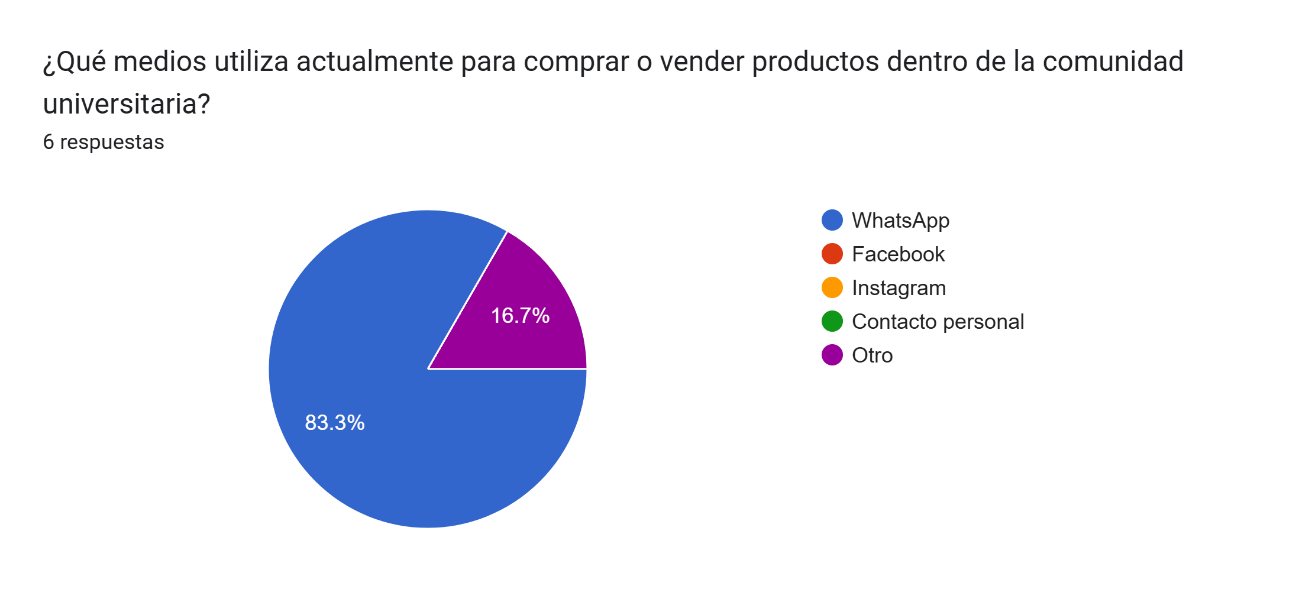 ¿Qué medios utiliza actualmente para comprar o vender productos dentro de la comunidad
universitaria?
6 respuestas
WhatsApp
Facebook
Instagram
Contacto personal
Otro
16.7%
83.3%